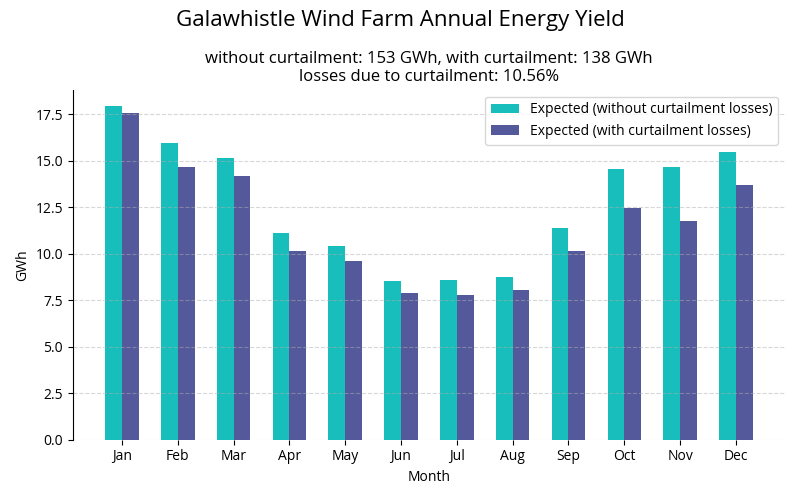 Galawhistle Wind Farm Annual Energy Yield
without curtailment: 153 GWh, with curtailment: 138 GWh
losses due to curtailment: 10.56%
Expected (without curtailment losses)
Expected (with curtailment losses)
GWh
17.5
15.0
12.5
10.0
7.5
5.0
2.5
0.0
Jan Feb Mar Apr May Jun Jul Aug Sep Oct Nov Dec
Month